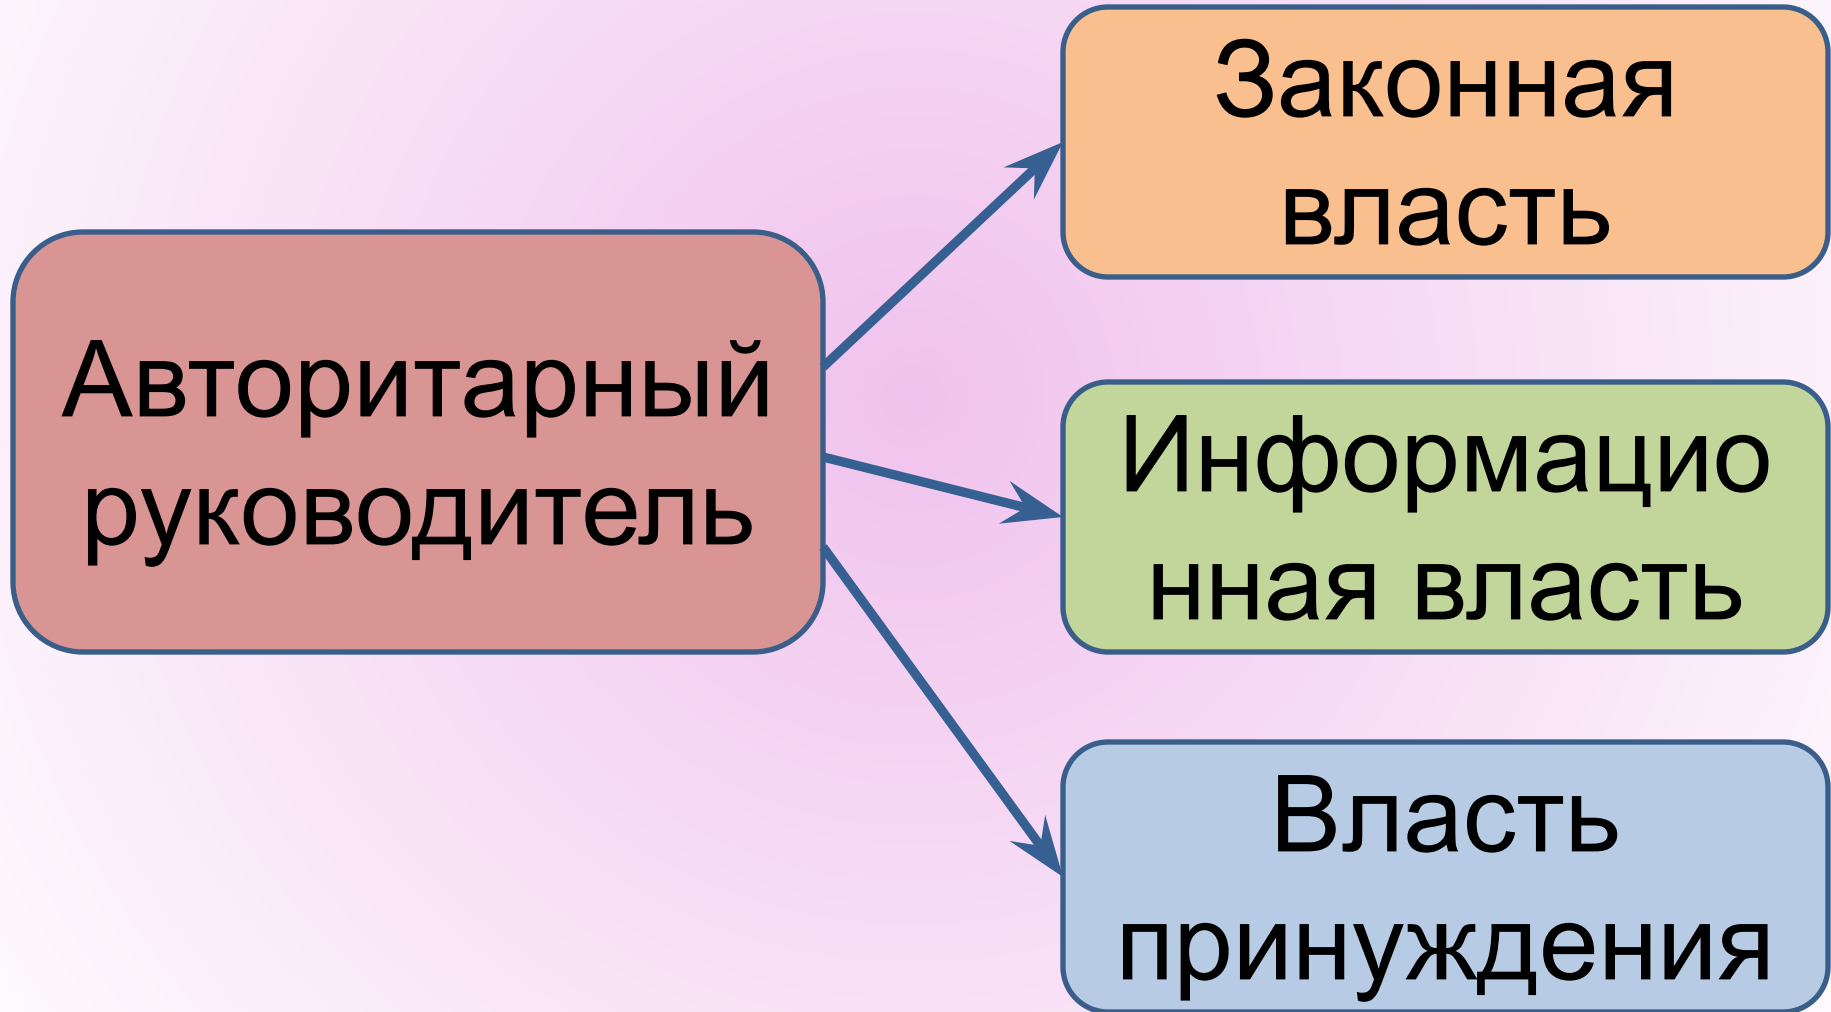 Авторитарный
руководитель
Законная
власть
Информацио
нная власть
Власть
принуждения